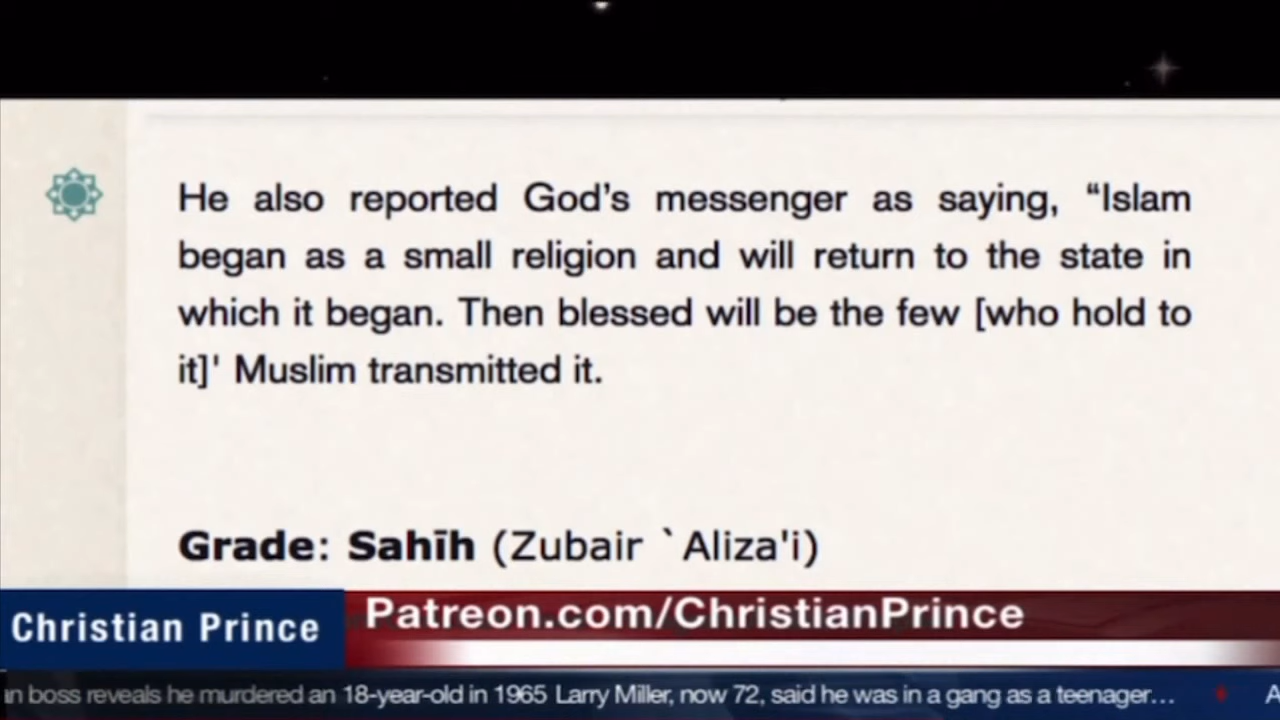 He also reported God’s messenger as saying, “Islam
began as a small religion and will return to the state in
which it began. Then blessed will be the few [who hold to
it]' Muslim transmitted it.
Grade: Sahīh (Zubair `Aliza'i)
Christian Prince
Patreon.com/ChristianPrince
n boss reveals he murdered an 18-year-old in 1965 Larry Miller, now 72, said he was in a gang as a teenager... A